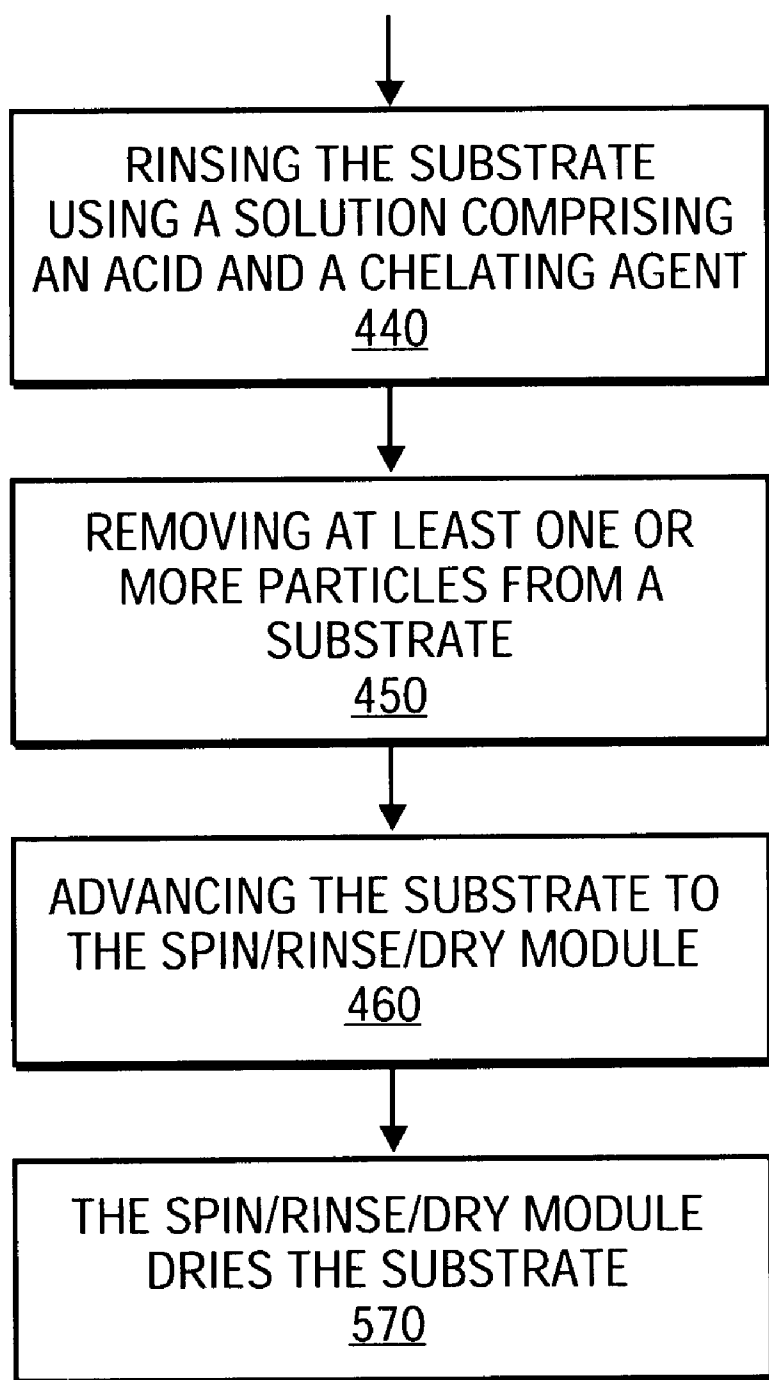 RINSING THE SUBSTRATE
USING A SOLUTION COMPRISING
AN ACID AND A CHELATING AGENT
440
REMOVING AT LEAST ONE OR
MORE PARTICLES FROM A
SUBSTRATE
450
ADVANCING THE SUBSTRATE TO
THE SPIN/RINSE/DRY MODULE
460
THE SPIN/RINSE/DRY MODULE
DRIES THE SUBSTRATE
570